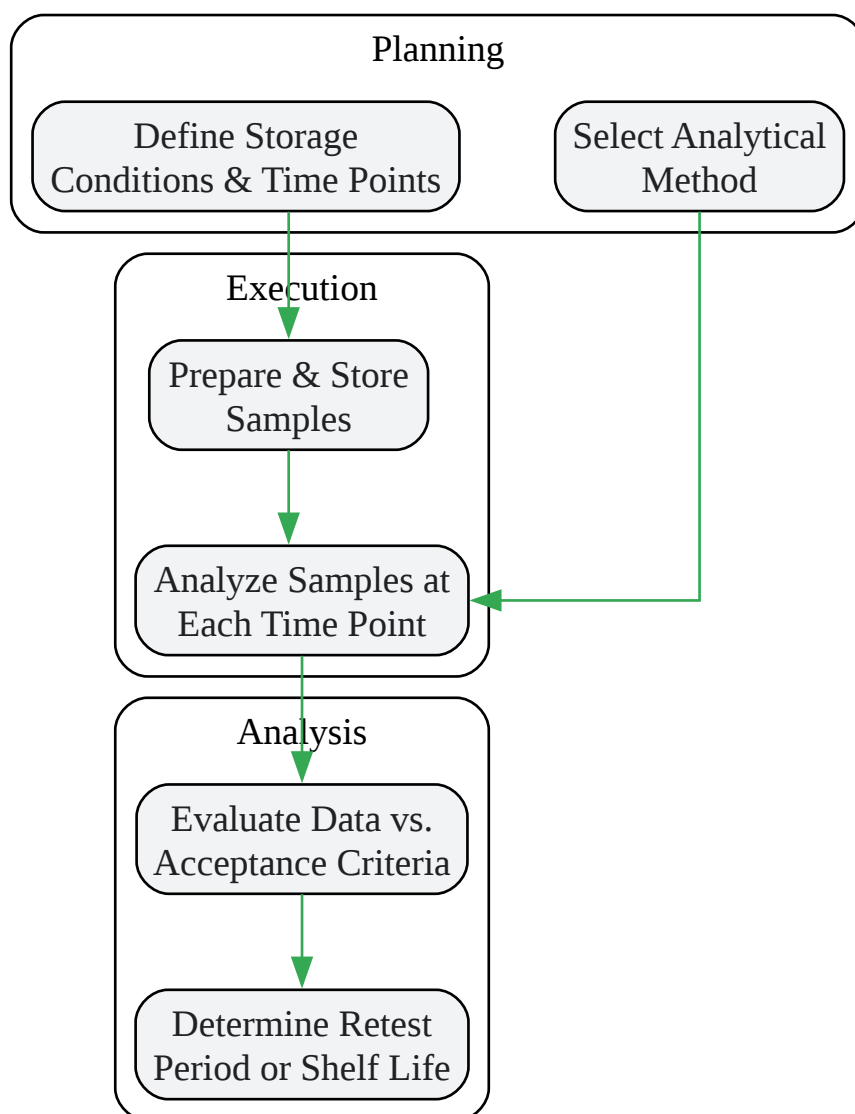 Planning
Define Storage
Conditions & Time Points
Select Analytical
Method
Execution
Prepare & Store
Samples
Analyze Samples at
Each Time Point
Analysis
Evaluate Data vs.
Acceptance Criteria
Determine Retest
Period or Shelf Life